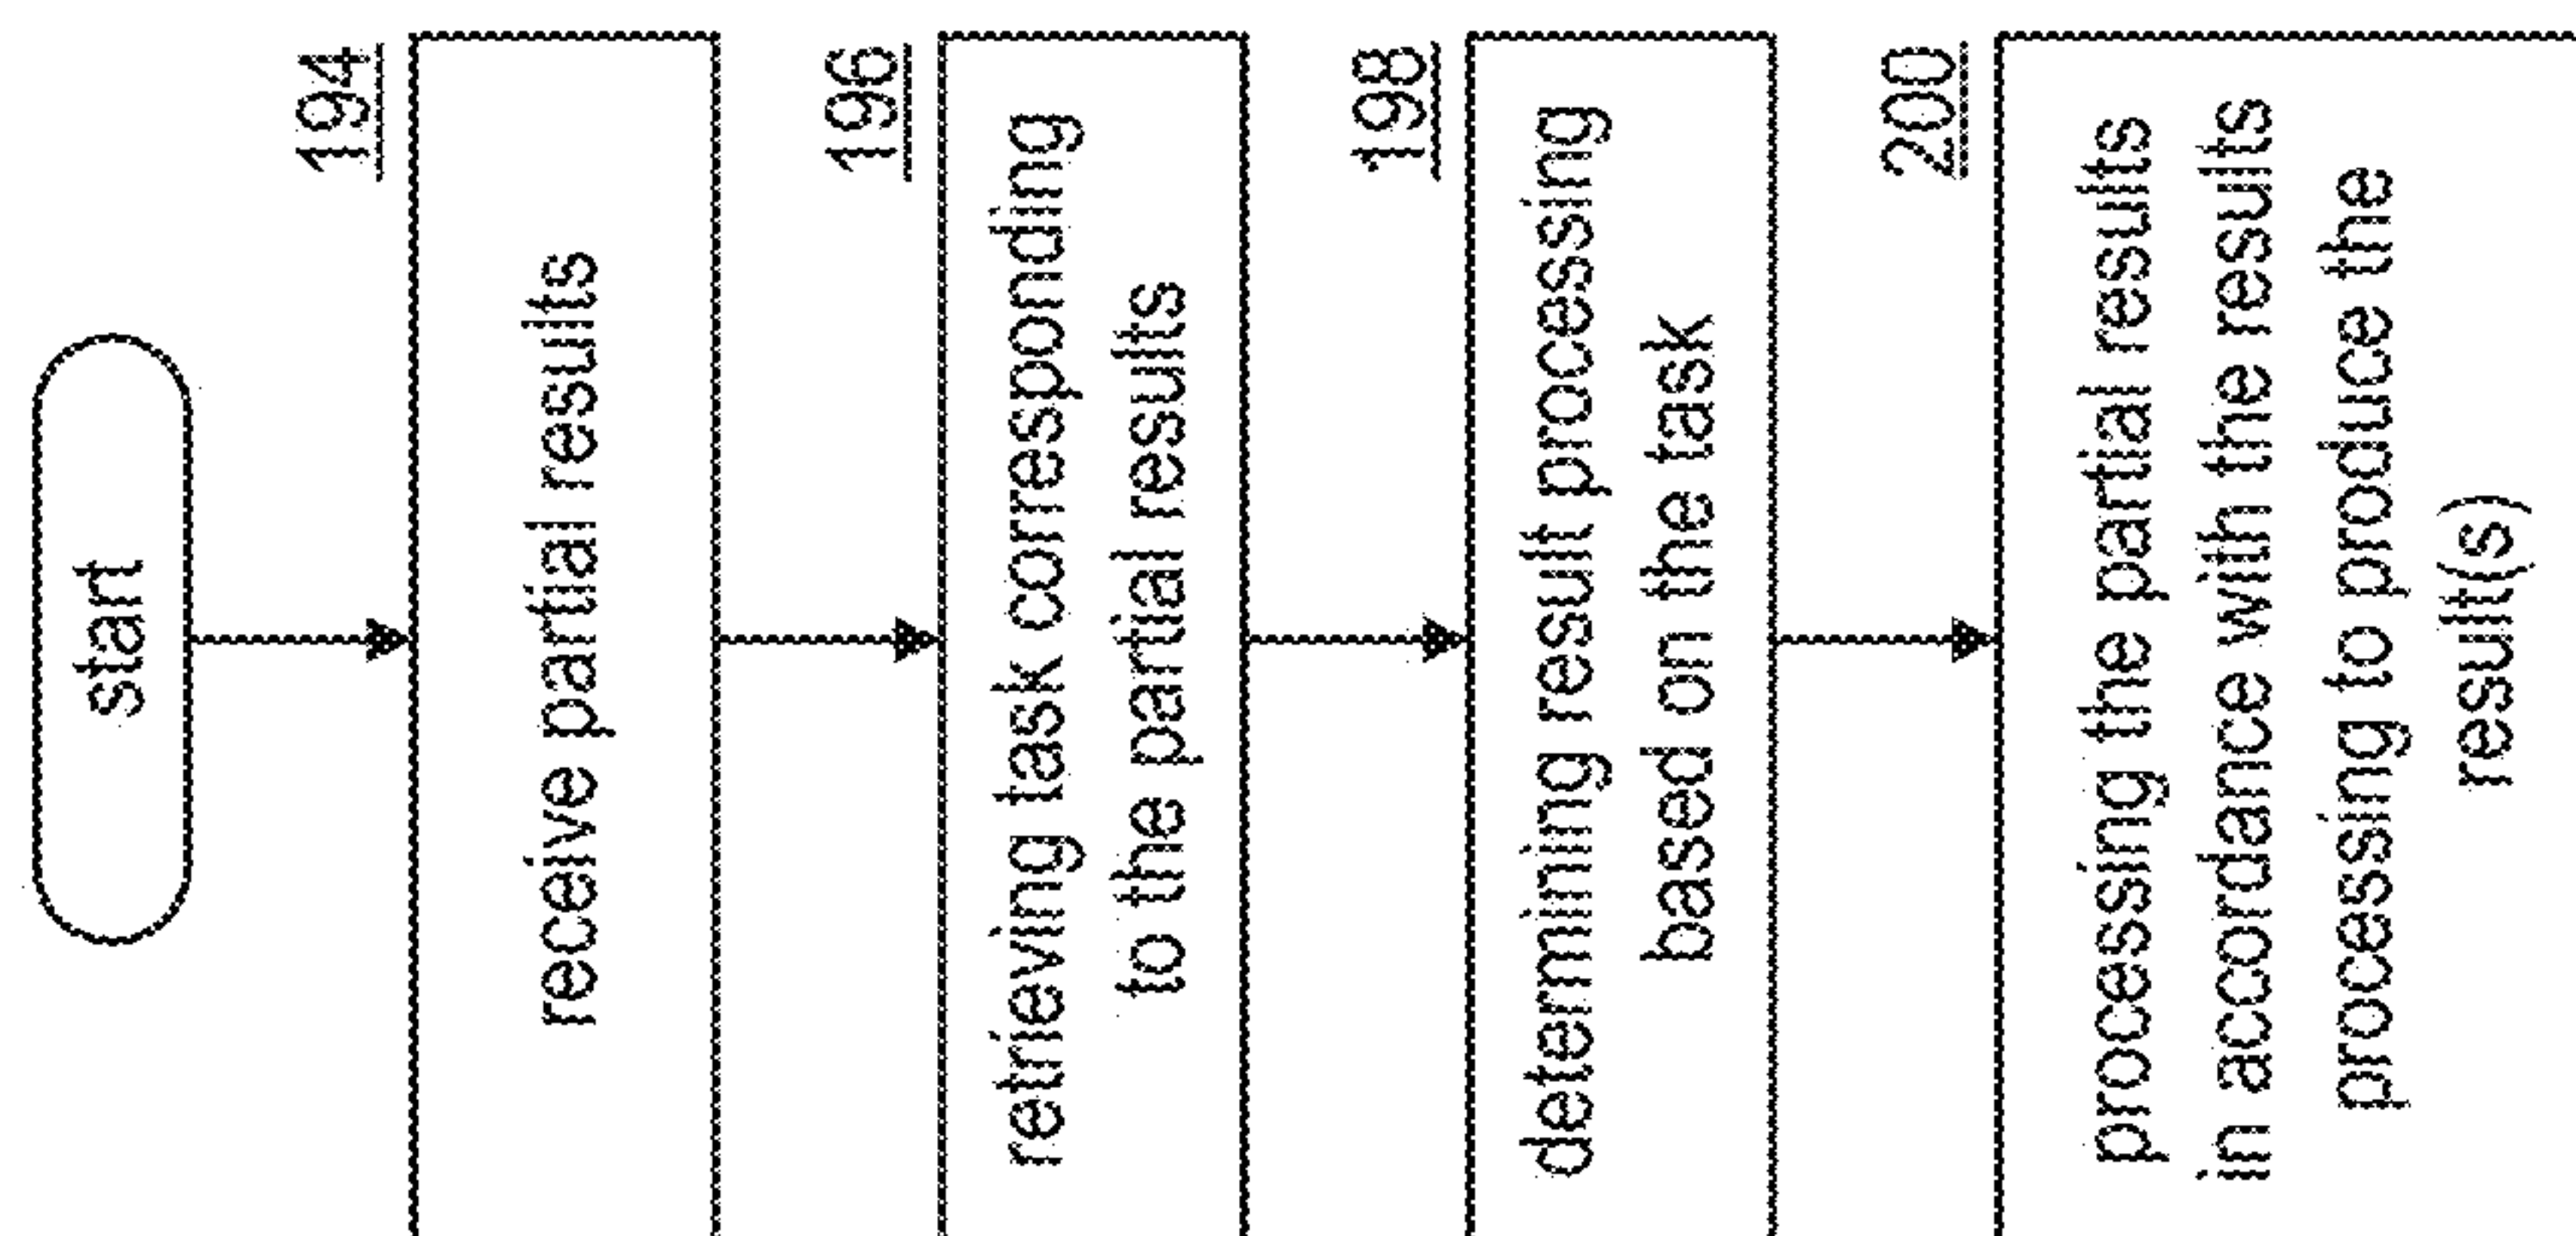 start
194
receive partial results
196
retrieving task corresponding
to the partial results
198
determining result processing
based on the task
200
processing the partial results
in accordance with the results
processing to produce the
result(s)